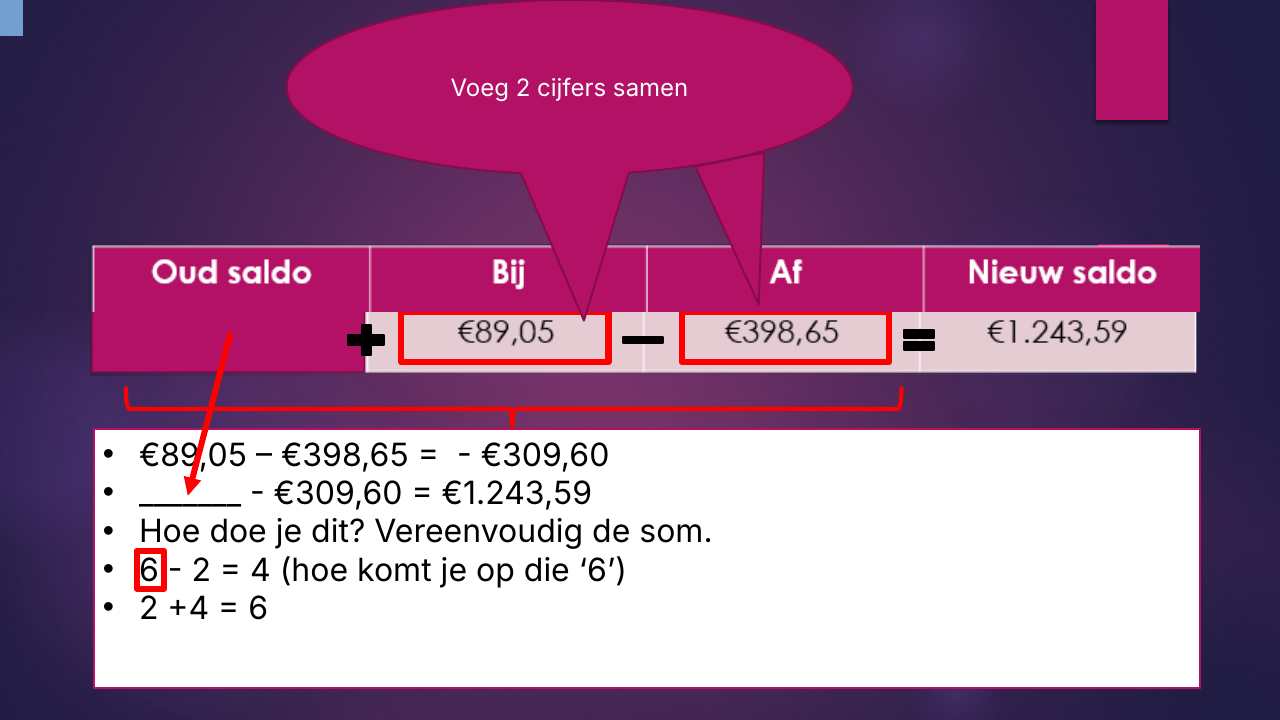 Voeg 2 cijfers samen
Oud saldo Bij Af Nieuw saldo
+ €89,05 – €398,65 = €1.243,59
• €89,05 – €398,65 = - €309,60
• _______ - €309,60 = €1.243,59
• Hoe doe je dit? Vereenvoudig de som.
• 6 - 2 = 4 (hoe komt je op die ‘6’)
• 2 +4 = 6